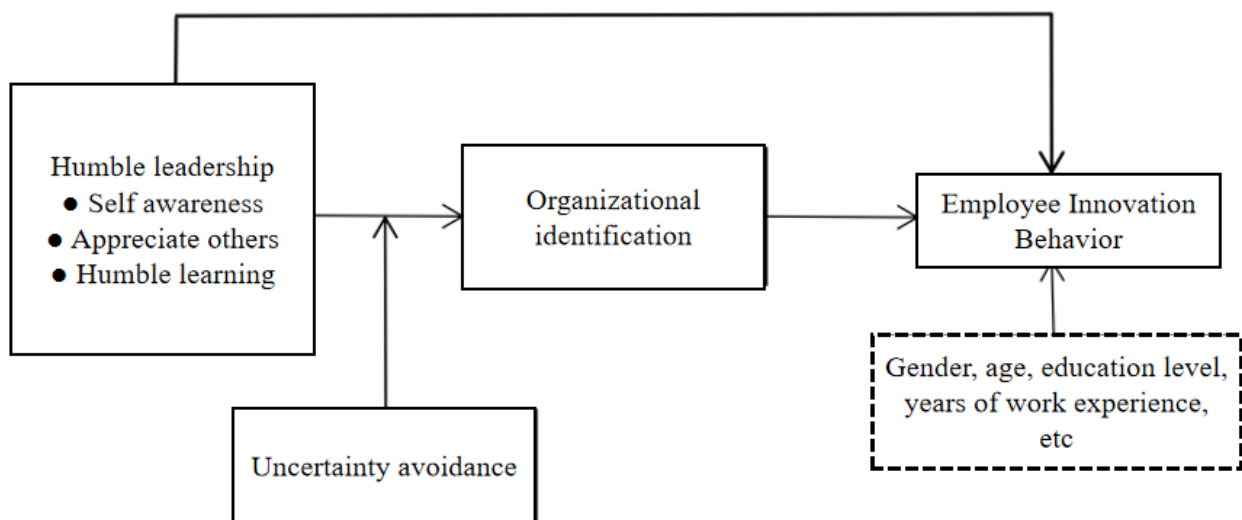 Humble leadership
● Self awareness
● Appreciate others
● Humble learning
Organizational
identification
Employee Innovation
Behavior
Gender, age, education level,
years of work experience,
etc
Uncertainty avoidance